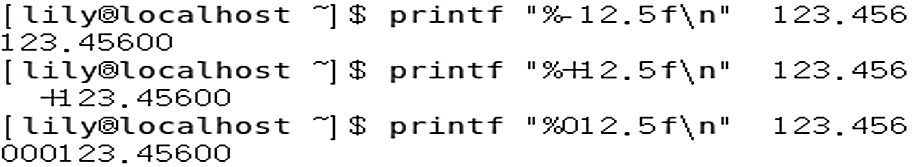 [lily@localhost ~]$ printf "%-12.5f\n"  123.456
123.45600
[lily@localhost ~]$ printf "%+12.5f\n"  123.456
  +123.45600
[lily@localhost ~]$ printf "%012.5f\n"  123.456
000123.45600